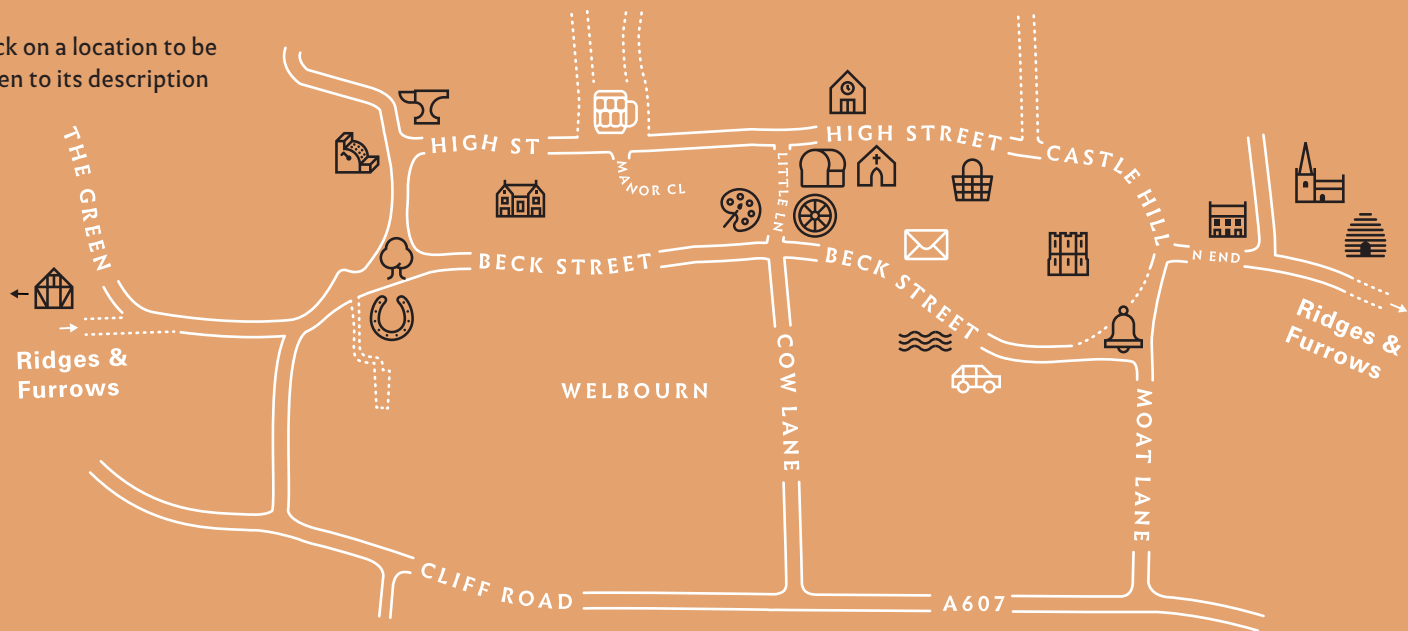 ck on a location to be
en to its description
THE GREEN
HIGH ST
HIGH STREET
MANOR CL
LITTLE LN
CASTLE HILL
N END
BECK STREET
BECK STREET
Ridges &
Furrows
Ridges &
Furrows
WELBOURN
COW LANE
MOAT LANE
CLIFF ROAD
A607